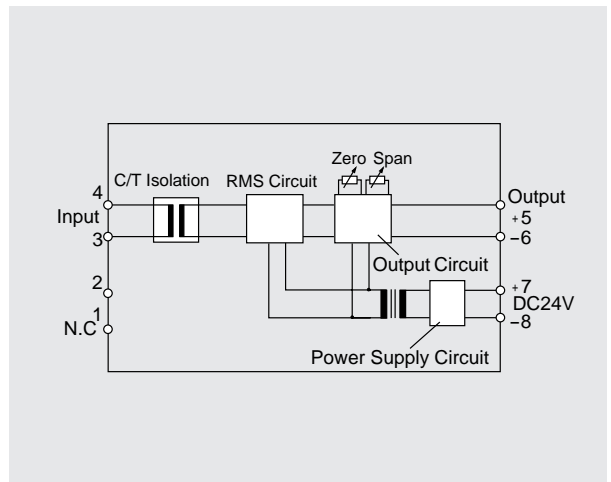 Zero Span
C/T Isolation
RMS Circuit
4
Input
3
Output
+5
−6
Output Circuit
2
1
N.C
+7
DC24V
−8
Power Supply Circuit